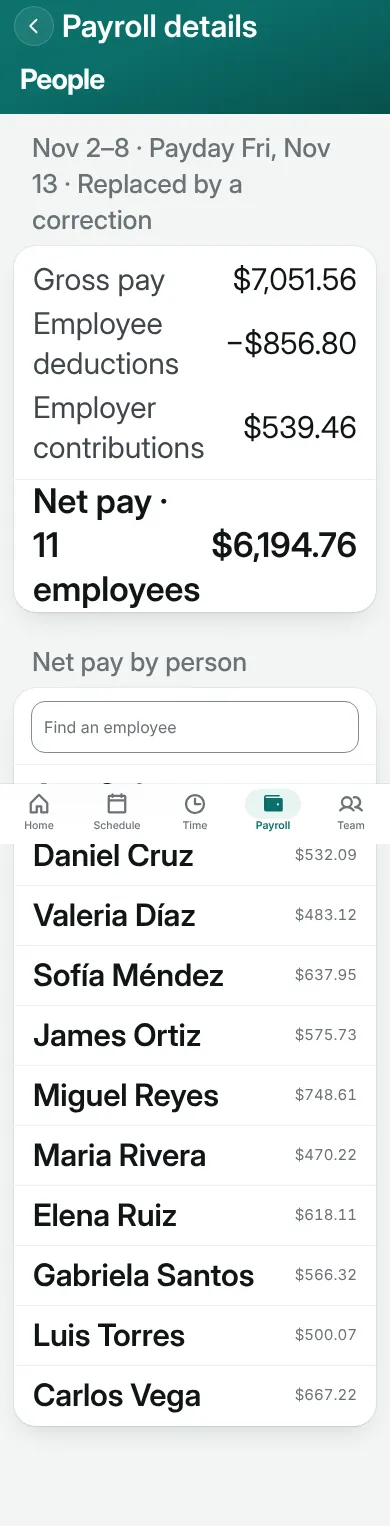 Payroll details
People
Nov 2–8 · Payday Fri, Nov
13 · Replaced by a
correction
Gross pay $7,051.56
Employee
deductions −$856.80
Employer
contributions $539.46
Net pay ·
11
employees $6,194.76
Net pay by person
Find an employee
Home Schedule Time Payroll Team
Daniel Cruz $532.09
Valeria Díaz $483.12
Sofía Méndez $637.95
James Ortiz $575.73
Miguel Reyes $748.61
Maria Rivera $470.22
Elena Ruiz $618.11
Gabriela Santos $566.32
Luis Torres $500.07
Carlos Vega $667.22